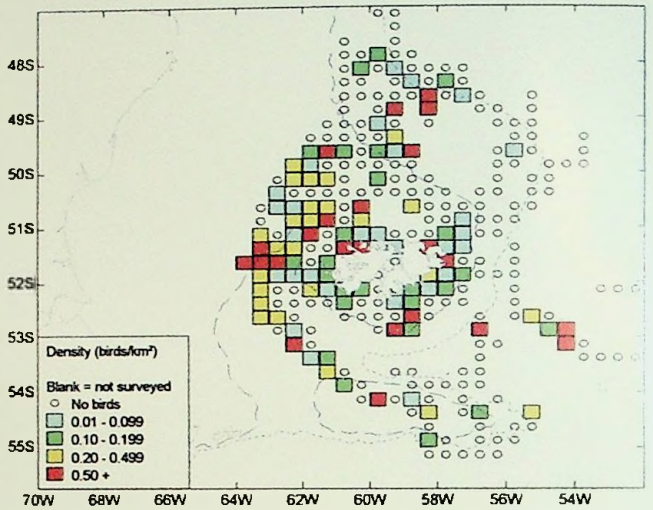 48S
49S
50S
51S
52S
53S
54S
55S
Density (birds/km²)
Blank = not surveyed
No birds
0.01 - 0.099
0.10 - 0.199
0.20 - 0.499
0.50 +
70W 68W 66W 64W 62W 60W 58W 56W 54W